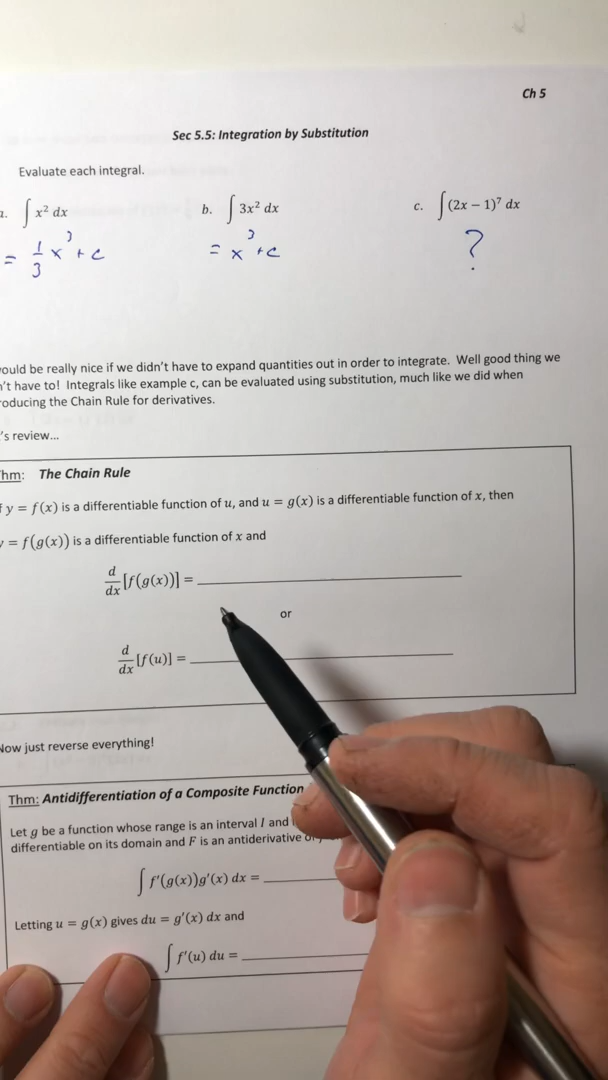 Ch 5
Sec 5.5: Integration by Substitution
Evaluate each integral.
∫ x² dx b. ∫ 3x² dx c. ∫ (2x − 1)⁷ dx
= 1/3 x³ + c = x³ + c ?
would be really nice if we didn't have to expand quantities out in order to integrate. Well good thing we
have to! Integrals like example c, can be evaluated using substitution, much like we did when
the Chain Rule for derivatives.
review...
Thm: The Chain Rule
y = f(x) is a differentiable function of u, and u = g(x) is a differentiable function of x, then
y = f(g(x)) is a differentiable function of x and
d/dx [f(g(x))] =
or
d/dx [f(u)] =
Now just reverse everything!
Thm: Antidifferentiation of a Composite Function
Let g be a function whose range is an interval I and
differentiable on its domain and F is an antiderivative
∫ f′(g(x))g′(x) dx =
Letting u = g(x) gives du = g′(x) dx and
∫ f′(u) du =